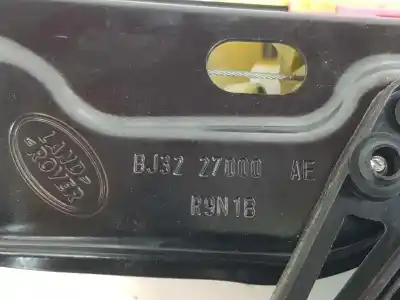 LAND
ROVER
BJ32 27000 AE
R9N1B